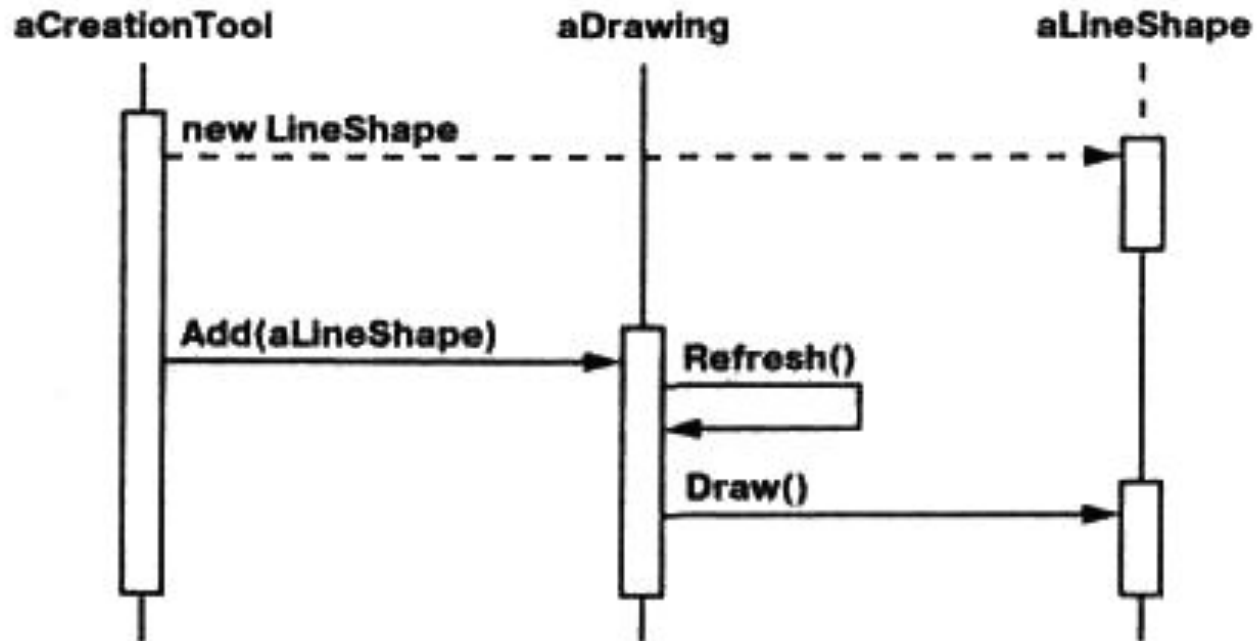 aCreationTool
aDrawing
aLineShape
new LineShape
Add(aLineShape)
Refresh()
Draw()